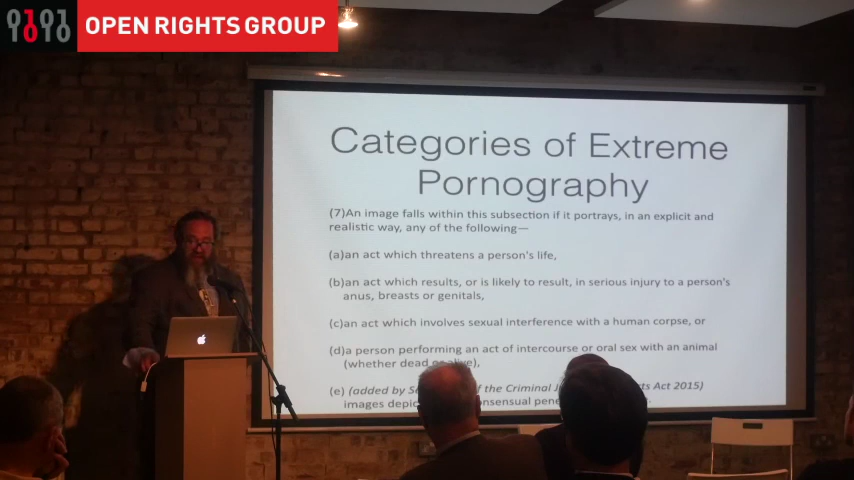 0101
1010
OPEN RIGHTS GROUP
Categories of Extreme
Pornography
(7)An image falls within this subsection if it portrays, in an explicit and
realistic way, any of the following—
(a)an act which threatens a person's life,
(b)an act which results, or is likely to result, in serious injury to a person's
anus, breasts or genitals,
(c)an act which involves sexual interference with a human corpse, or
(d)a person performing an act of intercourse or oral sex with an animal
(whether dead or alive),
(e) (added by of the Criminal Act 2015)
images